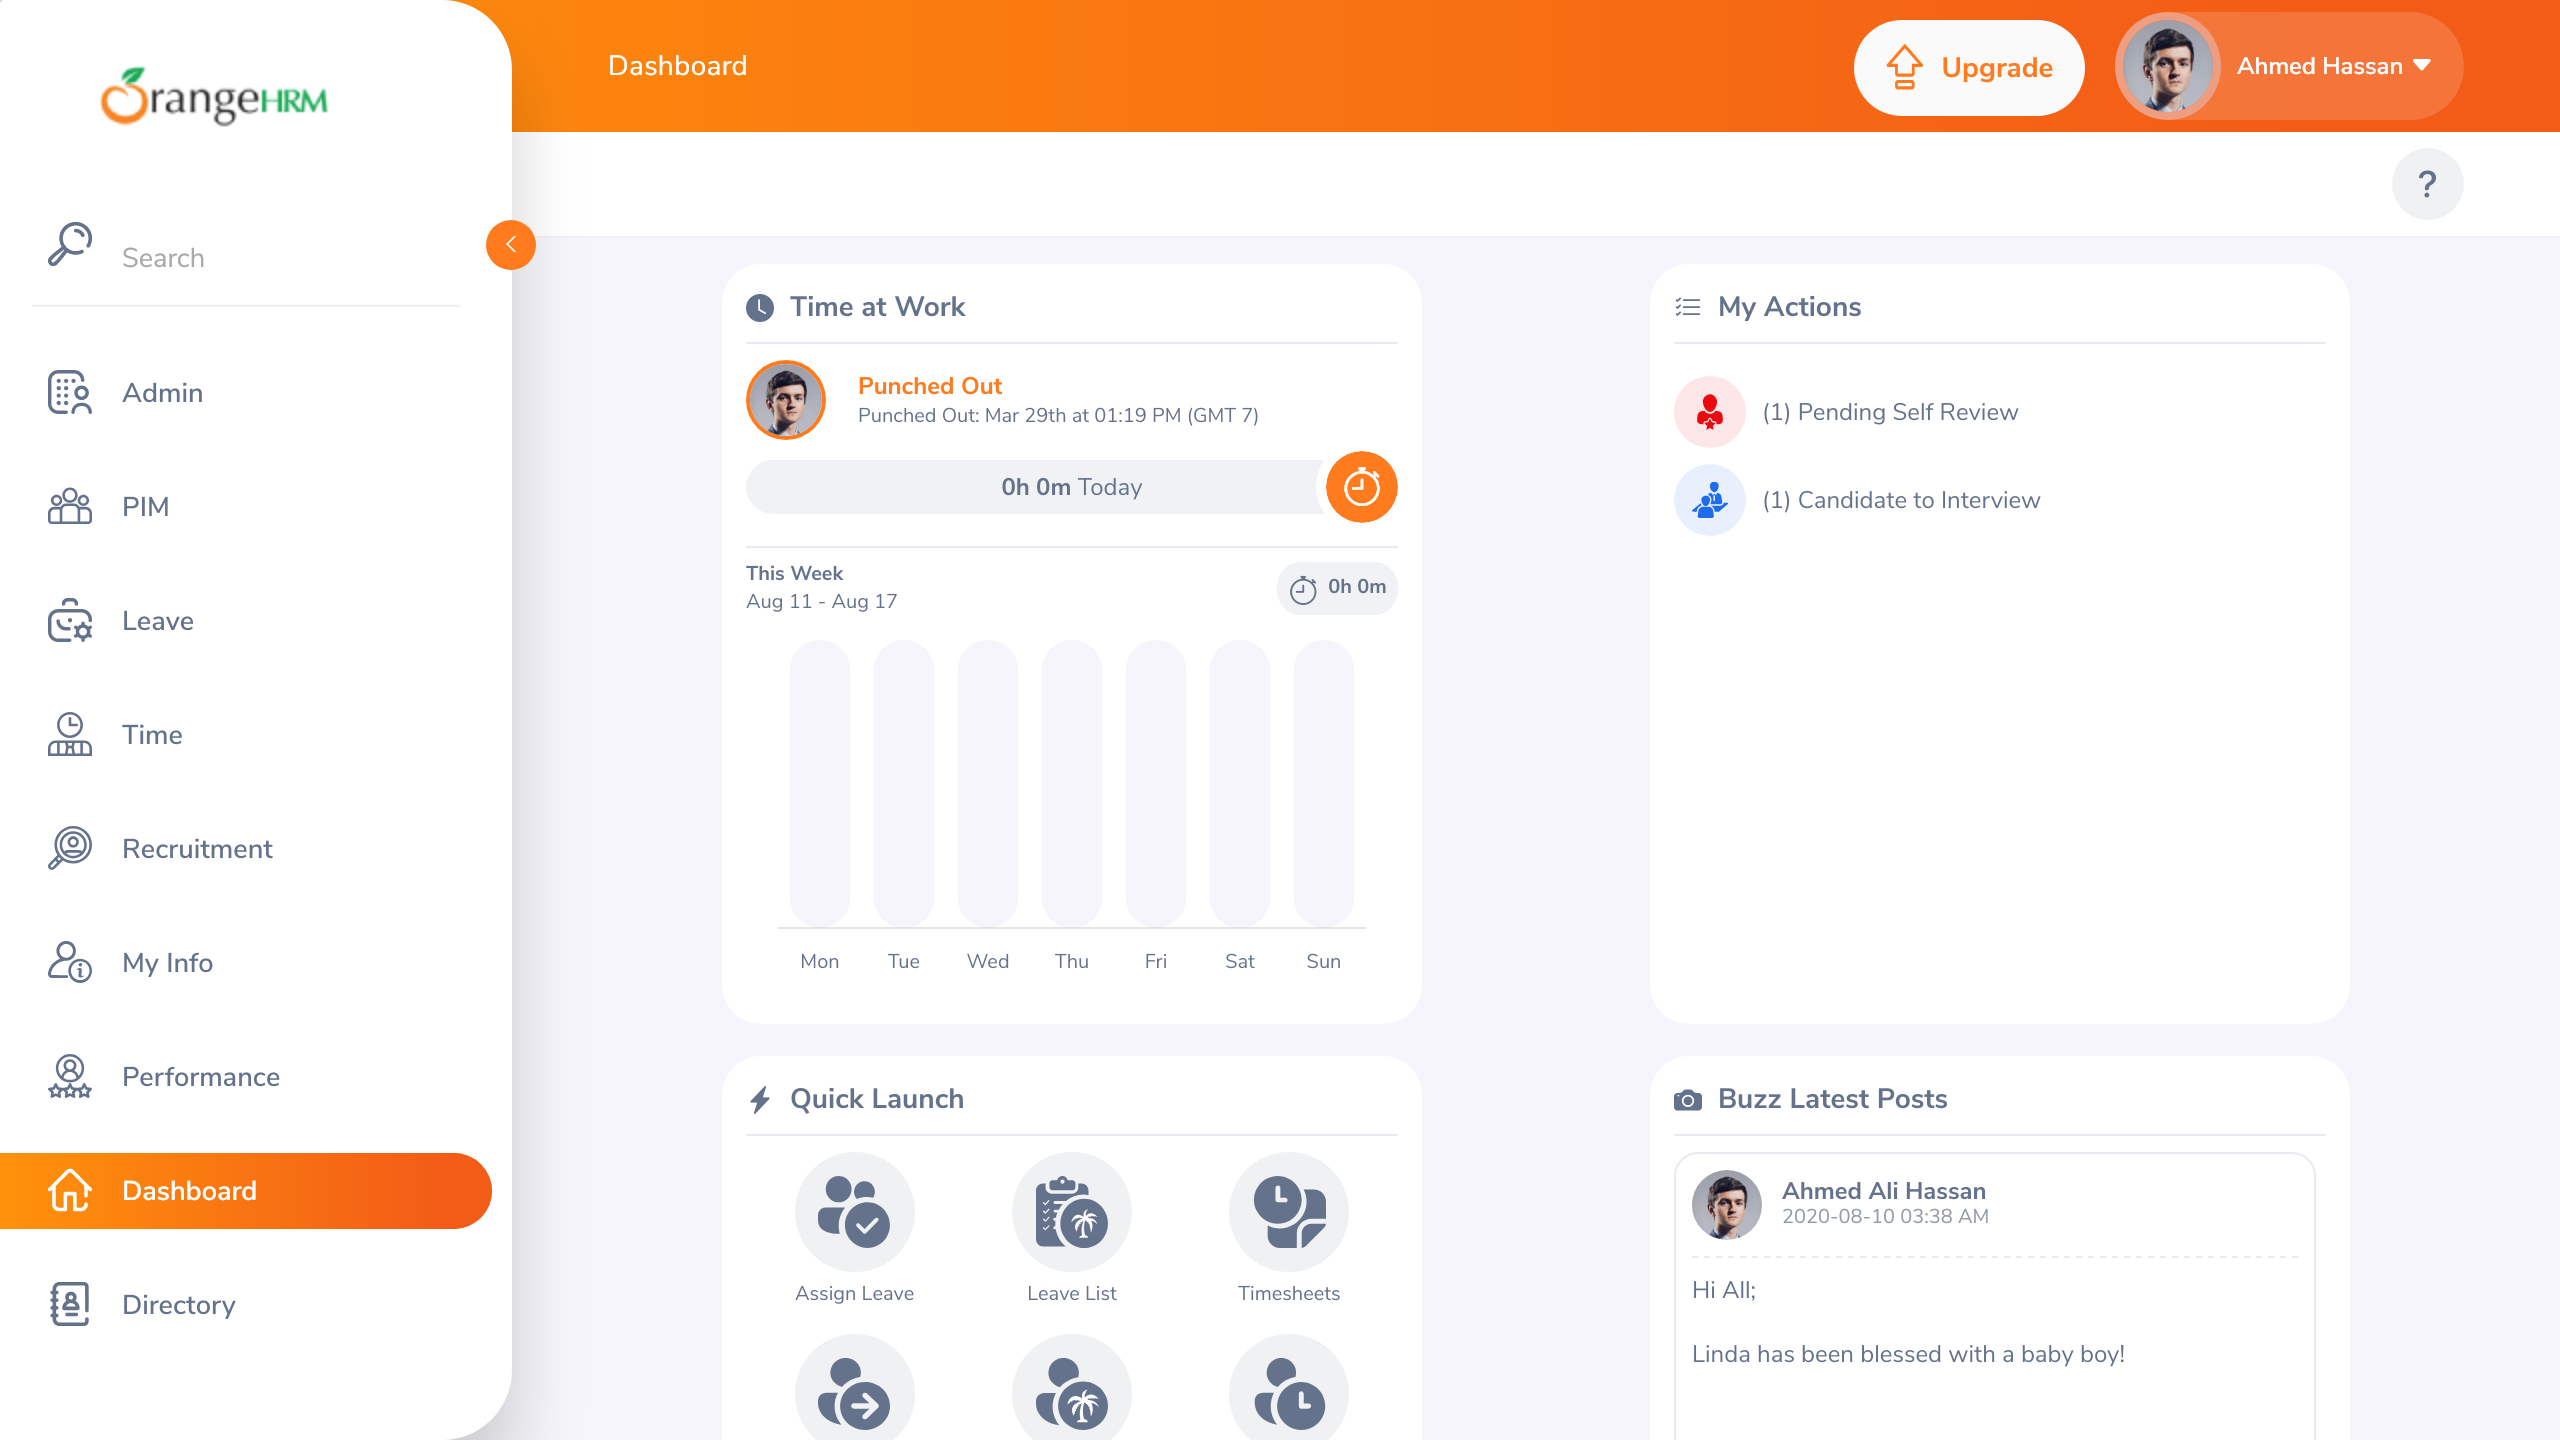 OrangeHRM
Search
Admin
PIM
Leave
Time
Recruitment
My Info
Performance
Dashboard
Directory
Dashboard
Upgrade
Ahmed Hassan
?
Time at Work
Punched Out
Punched Out: Mar 29th at 01:19 PM (GMT 7)
0h 0m Today
This Week
Aug 11 - Aug 17
0h 0m
Mon Tue Wed Thu Fri Sat Sun
My Actions
(1) Pending Self Review
(1) Candidate to Interview
Quick Launch
Assign Leave
Leave List
Timesheets
Buzz Latest Posts
Ahmed Ali Hassan
2020-08-10 03:38 AM
Hi All;
Linda has been blessed with a baby boy!